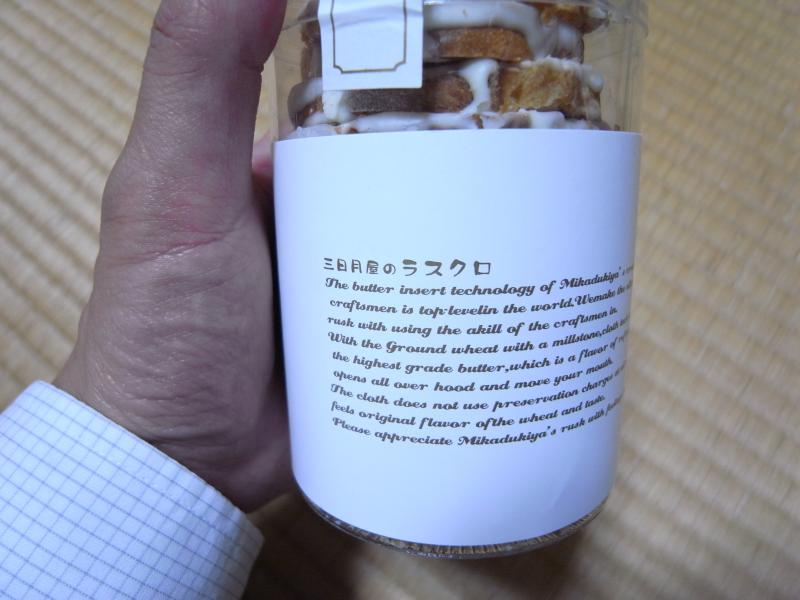 三日月屋のラスクロ
The butter insert technology of Mikadukiya's
craftsmen is top-levelin the world.Wemake the
rusk with using the akill of the craftsmen in.
With the Ground wheat with a millstone,cloth
the highest grade butter,which is a flavor of
opens all over hood and move your mouth.
The cloth does not use preservation charges
feels original flavor ofthe wheat and taste.
Please appreciate Mikadukiya's rusk with